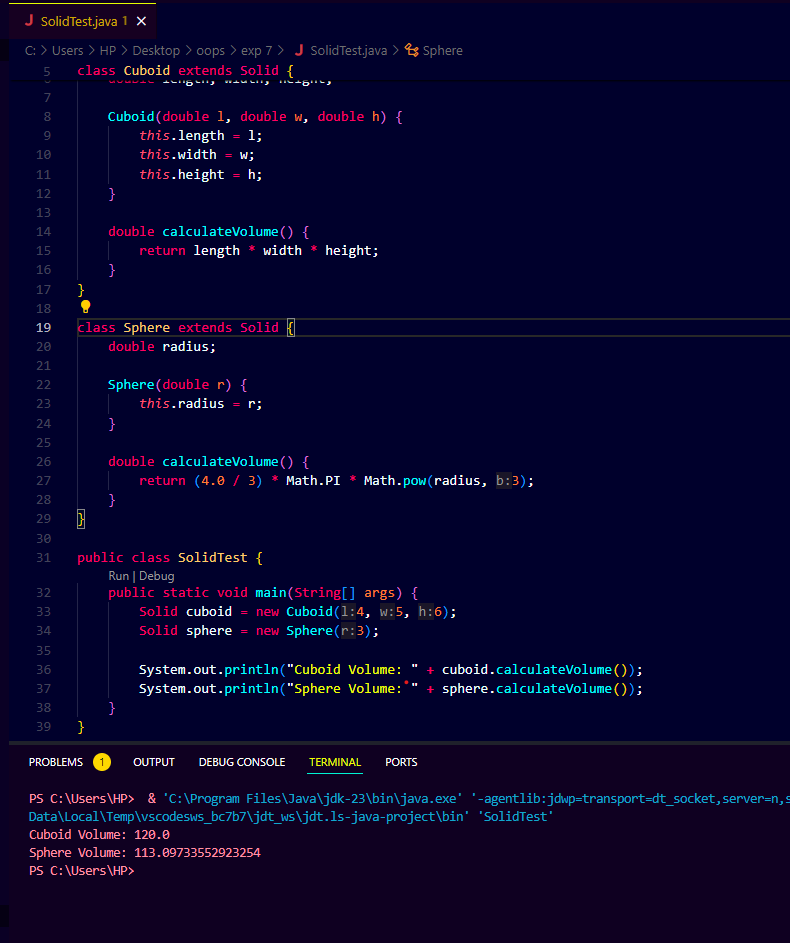 J SolidTest.java 1 ×
C: > Users > HP > Desktop > oops > exp 7 > J SolidTest.java > Sphere
5 class Cuboid extends Solid {
6 double length, width, height;
7
8 Cuboid(double l, double w, double h) {
9 this.length = l;
10 this.width = w;
11 this.height = h;
12 }
13
14 double calculateVolume() {
15 return length * width * height;
16 }
17 }
18
19 class Sphere extends Solid {
20 double radius;
21
22 Sphere(double r) {
23 this.radius = r;
24 }
25
26 double calculateVolume() {
27 return (4.0 / 3) * Math.PI * Math.pow(radius, b:3);
28 }
29 }
30
31 public class SolidTest {
Run | Debug
32 public static void main(String[] args) {
33 Solid cuboid = new Cuboid(l:4, w:5, h:6);
34 Solid sphere = new Sphere(r:3);
35
36 System.out.println("Cuboid Volume: " + cuboid.calculateVolume());
37 System.out.println("Sphere Volume: " + sphere.calculateVolume());
38 }
39 }
PROBLEMS 1 OUTPUT DEBUG CONSOLE TERMINAL PORTS
PS C:\Users\HP> & 'C:\Program Files\Java\jdk-23\bin\java.exe' '-agentlib:jdwp=transport=dt_socket,server=n,s
Data\Local\Temp\vscodesws_bc7b7\jdt_ws\jdt.ls-java-project\bin' 'SolidTest'
Cuboid Volume: 120.0
Sphere Volume: 113.09733552923254
PS C:\Users\HP>